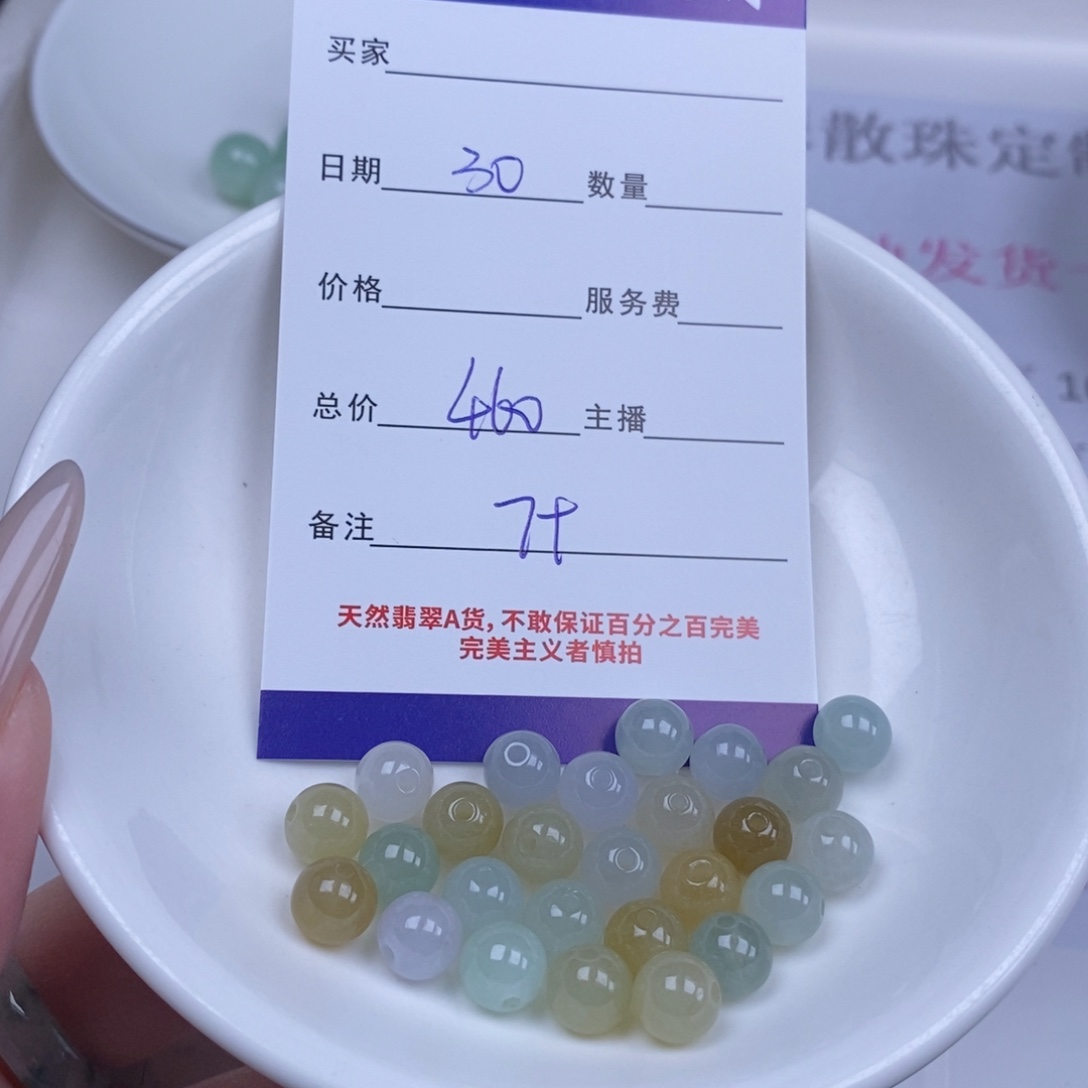 买家
日期 30 数量
价格 服务费
总价 460 主播
备注 7+
天然翡翠A货,不敢保证百分之百完美
完美主义者慎拍
散珠定
发货